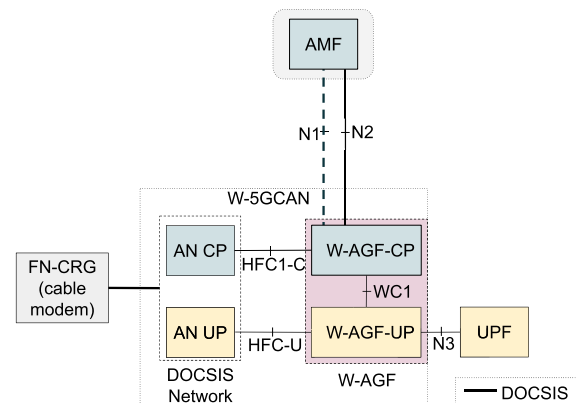 AMF
N1
N2
W-5GCAN
AN CP
HFC1-C
W-AGF-CP
FN-CRG
(cable
modem)
WC1
AN UP
HFC-U
W-AGF-UP
N3
UPF
DOCSIS
Network
W-AGF
DOCSIS